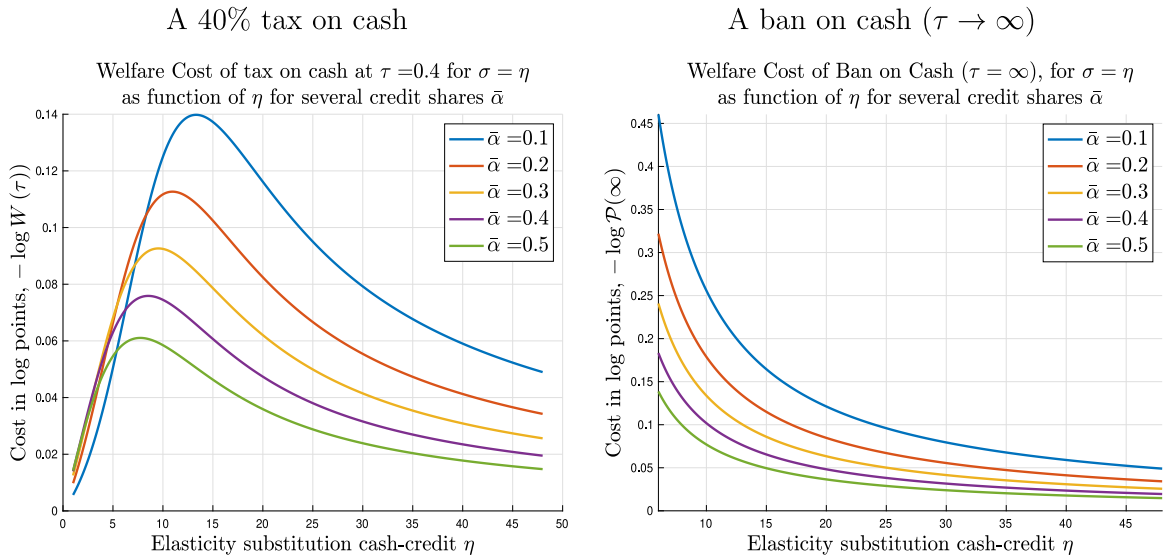 A 40% tax on cash
Welfare Cost of tax on cash at τ =0.4 for σ = η
as function of η for several credit shares ᾱ
Cost in log points, − log W (τ))
0.14
0.12
0.1
0.08
0.06
0.04
0.02
0
0
5
10
15
20
25
30
35
40
45
50
ᾱ =0.1
ᾱ =0.2
ᾱ =0.3
ᾱ =0.4
ᾱ =0.5
Elasticity substitution cash-credit η
A ban on cash (τ → ∞)
Welfare Cost of Ban on Cash (τ = ∞), for σ = η
as function of η for several credit shares ᾱ
Cost in log points, − log 𝒫(∞)
0.45
0.4
0.35
0.3
0.25
0.2
0.15
0.1
0.05
0
10
15
20
25
30
35
40
45
ᾱ =0.1
ᾱ =0.2
ᾱ =0.3
ᾱ =0.4
ᾱ =0.5
Elasticity substitution cash-credit η